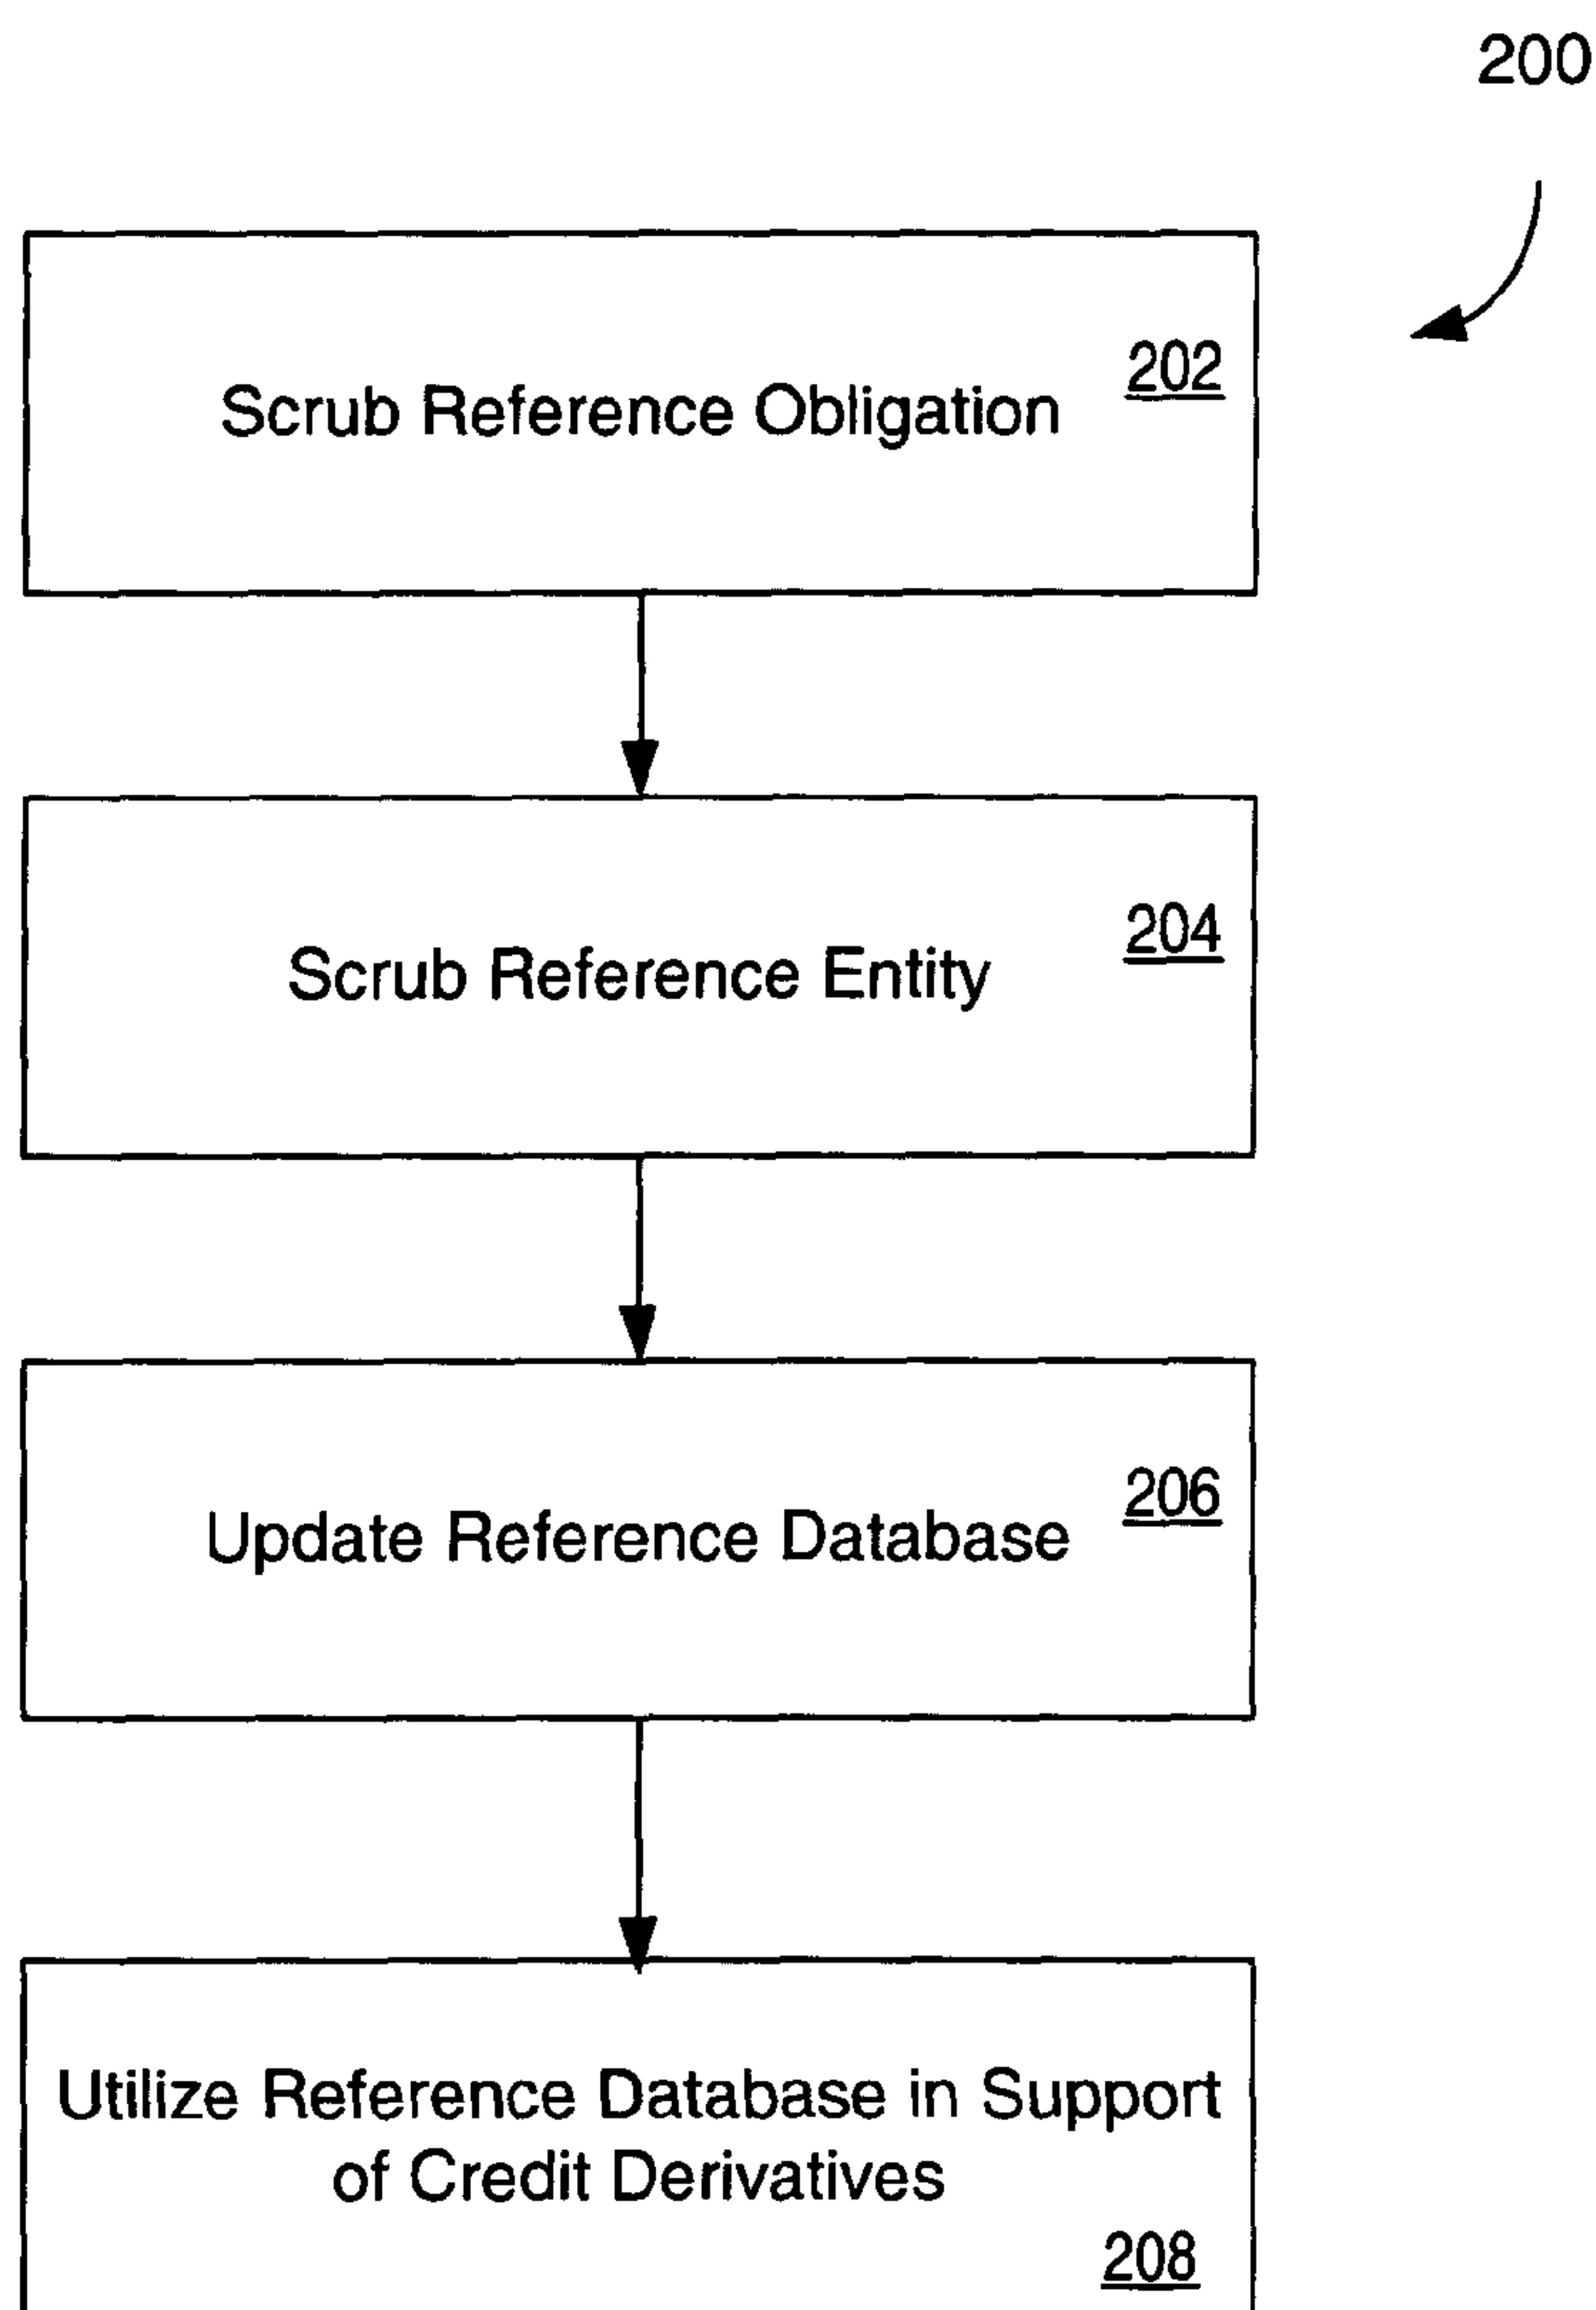 200
202
Scrub Reference Obligation
204
Scrub Reference Entity
206
Update Reference Database
Utilize Reference Database in Support
of Credit Derivatives
208